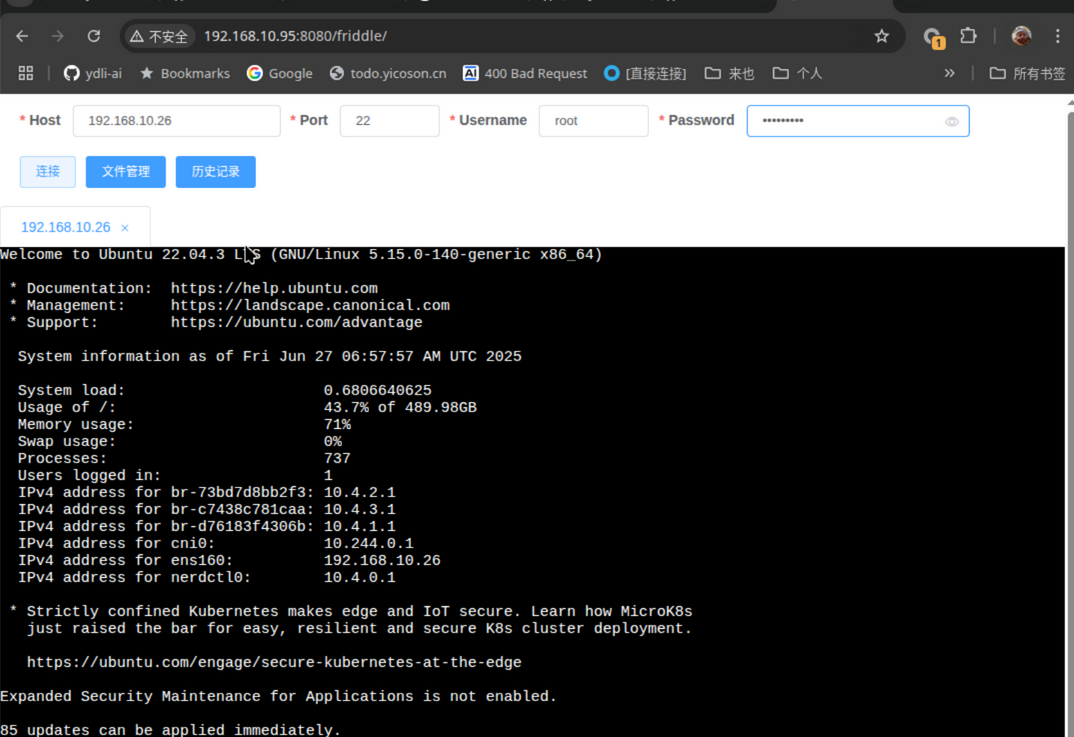 不安全 192.168.10.95:8080/friddle/ 1
ydli-ai Bookmarks Google todo.yicoson.cn AI 400 Bad Request [直接连接] 来也 个人 » 所有书签
* Host 192.168.10.26 * Port 22 * Username root * Password •••••••••
连接 文件管理 历史记录
192.168.10.26 ×
Welcome to Ubuntu 22.04.3 LTS (GNU/Linux 5.15.0-140-generic x86_64)
* Documentation: https://help.ubuntu.com
* Management: https://landscape.canonical.com
* Support: https://ubuntu.com/advantage
System information as of Fri Jun 27 06:57:57 AM UTC 2025
System load: 0.6806640625
Usage of /: 43.7% of 489.98GB
Memory usage: 71%
Swap usage: 0%
Processes: 737
Users logged in: 1
IPv4 address for br-73bd7d8bb2f3: 10.4.2.1
IPv4 address for br-c7438c781caa: 10.4.3.1
IPv4 address for br-d76183f4306b: 10.4.1.1
IPv4 address for cni0: 10.244.0.1
IPv4 address for ens160: 192.168.10.26
IPv4 address for nerdctl0: 10.4.0.1
* Strictly confined Kubernetes makes edge and IoT secure. Learn how MicroK8s
just raised the bar for easy, resilient and secure K8s cluster deployment.
https://ubuntu.com/engage/secure-kubernetes-at-the-edge
Expanded Security Maintenance for Applications is not enabled.
85 updates can be applied immediately.